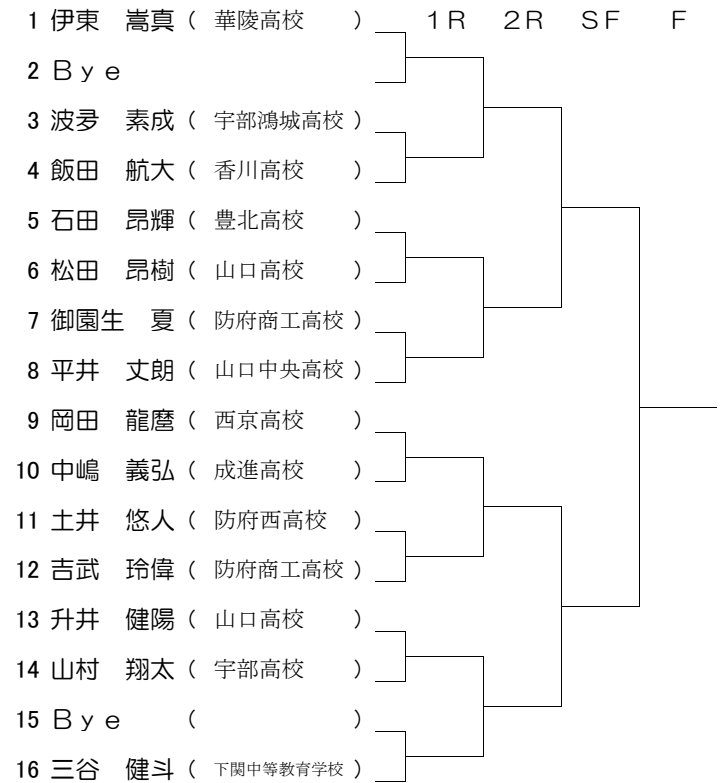 1 伊東　嵩真（ 華陵高校 ） １Ｒ ２Ｒ ＳＦ Ｆ
2 Ｂｙｅ
3 波多　素成（ 宇部鴻城高校 ）
4 飯田　航大（ 香川高校 ）
5 石田　昂輝（ 豊北高校 ）
6 松田　昂樹（ 山口高校 ）
7 御園生　夏（ 防府商工高校 ）
8 平井　丈朗（ 山口中央高校 ）
9 岡田　龍麿（ 西京高校 ）
10 中嶋　義弘（ 成進高校 ）
11 土井　悠人（ 防府西高校 ）
12 吉武　玲偉（ 防府商工高校 ）
13 升井　健陽（ 山口高校 ）
14 山村　翔太（ 宇部高校 ）
15 Ｂｙｅ （ ）
16 三谷　健斗（ 下関中等教育学校 ）